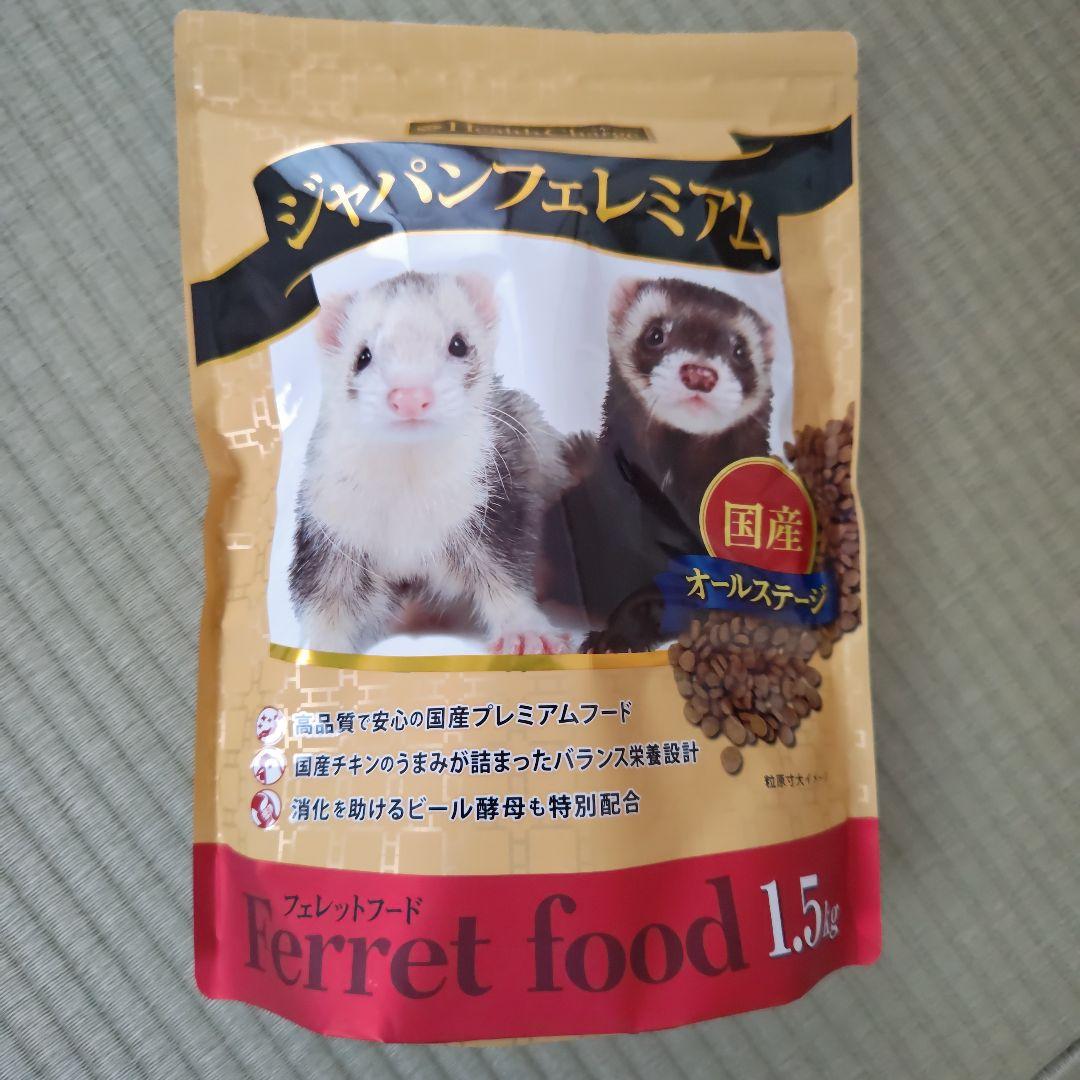 Health Charge
ジャパンフェレミアム
国産
オールステージ
高品質で安心の国産プレミアムフード
国産チキンのうまみが詰まったバランス栄養設計
消化を助けるビール酵母も特別配合
粒原寸大イメージ
フェレットフード
Ferret food
1.5kg